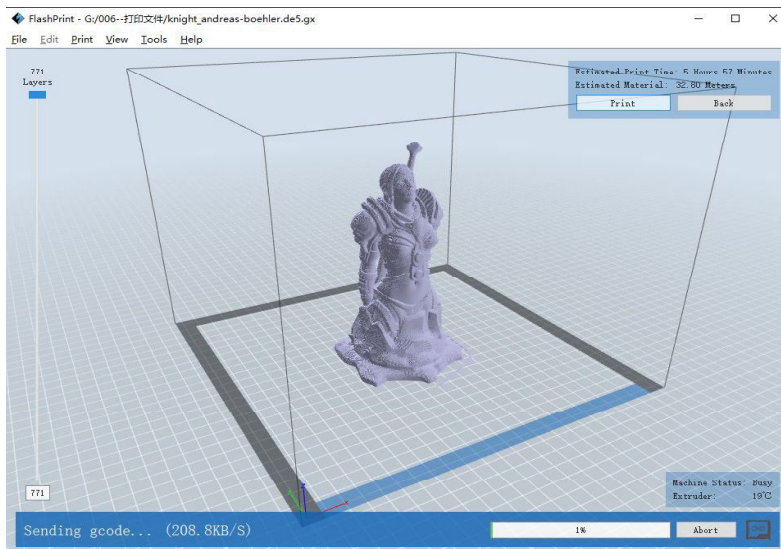 FlashPrint - G:/006--打印文件/knight_andreas-boehler.de5.gx
File Edit Print View Tools Help
771
Layers
Estimated Print Time: 5 Hours 57 Minutes
Estimated Material: 32.80 Meters
Print Back
771
Machine Status: Busy
Extruder: 19℃
Sending gcode... (208.8KB/S) 1% Abort